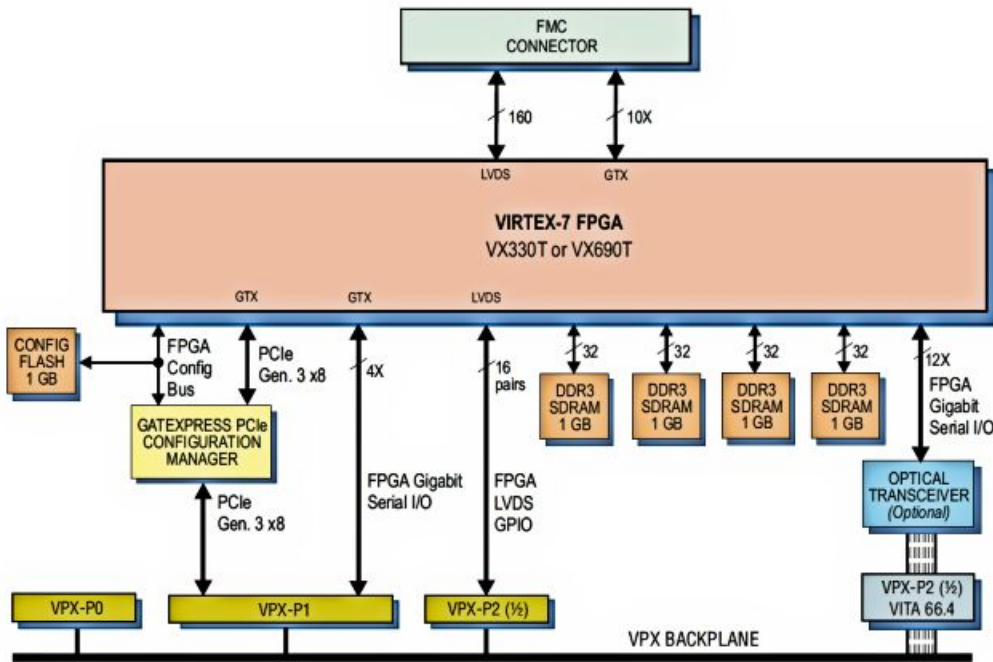 FMC
CONNECTOR
160
10X
LVDS
GTX
VIRTEX-7 FPGA
VX330T or VX690T
GTX
GTX
LVDS
CONFIG
FLASH
1 GB
FPGA
Config
Bus
PCIe
Gen. 3 x8
4X
16
pairs
32
32
32
32
12X
FPGA
Gigabit
Serial I/O
DDR3
SDRAM
1 GB
DDR3
SDRAM
1 GB
DDR3
SDRAM
1 GB
DDR3
SDRAM
1 GB
GATEXPRESS PCIe
CONFIGURATION
MANAGER
PCIe
Gen. 3 x8
FPGA Gigabit
Serial I/O
FPGA
LVDS
GPIO
OPTICAL
TRANSCEIVER
(Optional)
VPX-P0
VPX-P1
VPX-P2 (½)
VPX-P2 (½)
VITA 66.4
VPX BACKPLANE